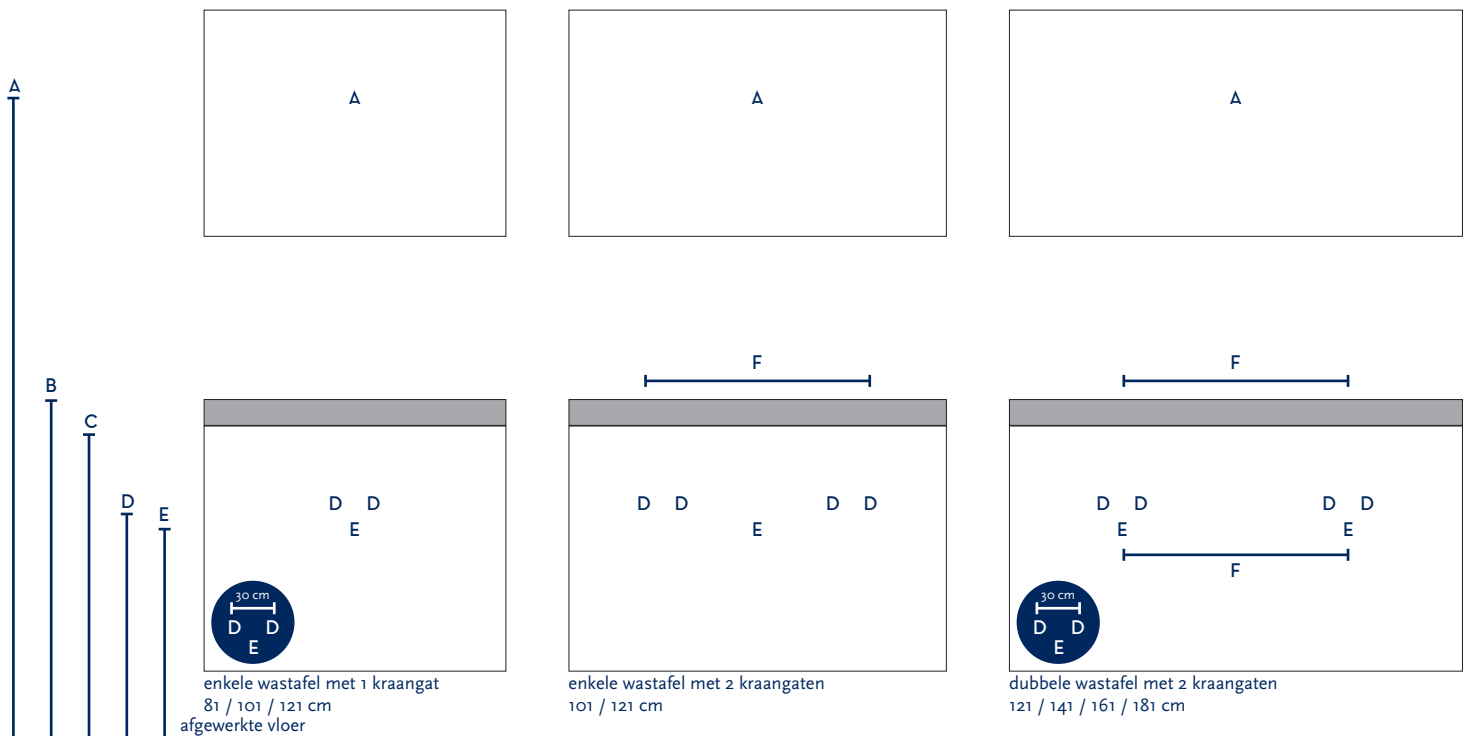 A
B
C
D
E
A
A
A
F
F
D D
E
D D D D
E
D D D D
E E
F
30 cm
D D
E
30 cm
D D
E
enkele wastafel met 1 kraangat
81 / 101 / 121 cm
enkele wastafel met 2 kraangaten
101 / 121 cm
dubbele wastafel met 2 kraangaten
121 / 141 / 161 / 181 cm
afgewerkte vloer